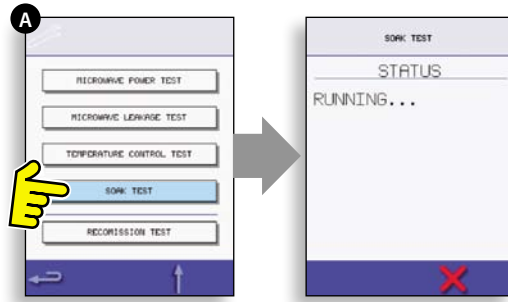 A
MICROWAVE POWER TEST
MICROWAVE LEAKAGE TEST
TEMPERATURE CONTROL TEST
SOAK TEST
RECOMISSION TEST
SOAK TEST
STATUS
RUNNING...